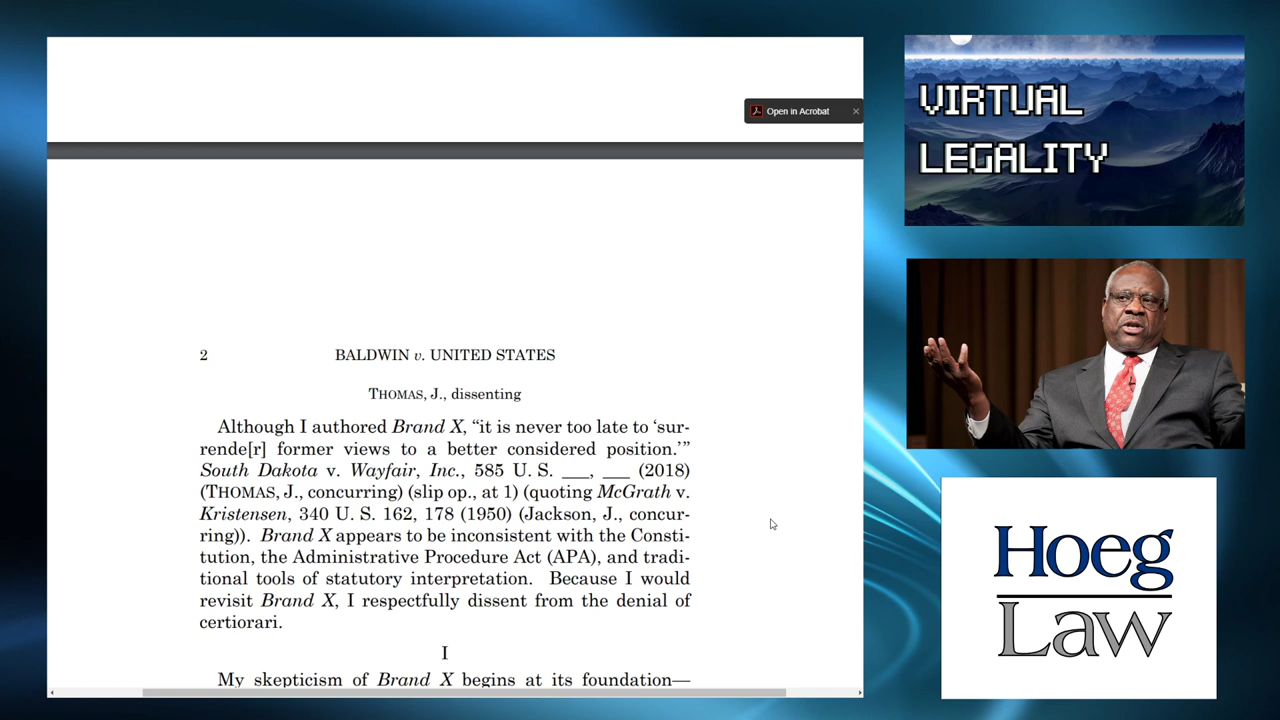 Open in Acrobat
2 BALDWIN v. UNITED STATES
THOMAS, J., dissenting
Although I authored Brand X, “it is never too late to ‘sur-
rende[r] former views to a better considered position.’”
South Dakota v. Wayfair, Inc., 585 U. S. ___, ___ (2018)
(THOMAS, J., concurring) (slip op., at 1) (quoting McGrath v.
Kristensen, 340 U. S. 162, 178 (1950) (Jackson, J., concur-
ring)). Brand X appears to be inconsistent with the Consti-
tution, the Administrative Procedure Act (APA), and tradi-
tional tools of statutory interpretation. Because I would
revisit Brand X, I respectfully dissent from the denial of
certiorari.
I
My skepticism of Brand X begins at its foundation—
VIRTUAL
LEGALITY
Hoeg
Law